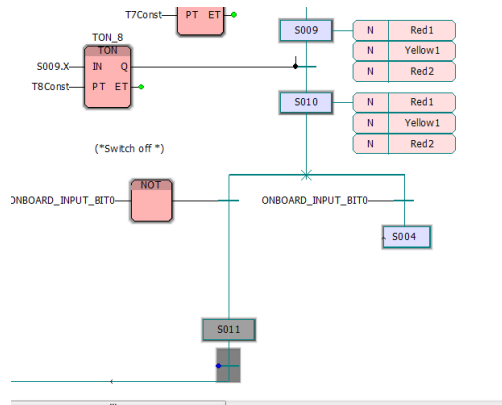 T7Const
PT ET
TON_8
TON
S009.X
IN Q
T8Const
PT ET
S009
N Red1
N Yellow1
N Red2
S010
N Red1
N Yellow1
N Red2
(*Switch off *)
NOT
ONBOARD_INPUT_BIT0
ONBOARD_INPUT_BIT0
S004
S011